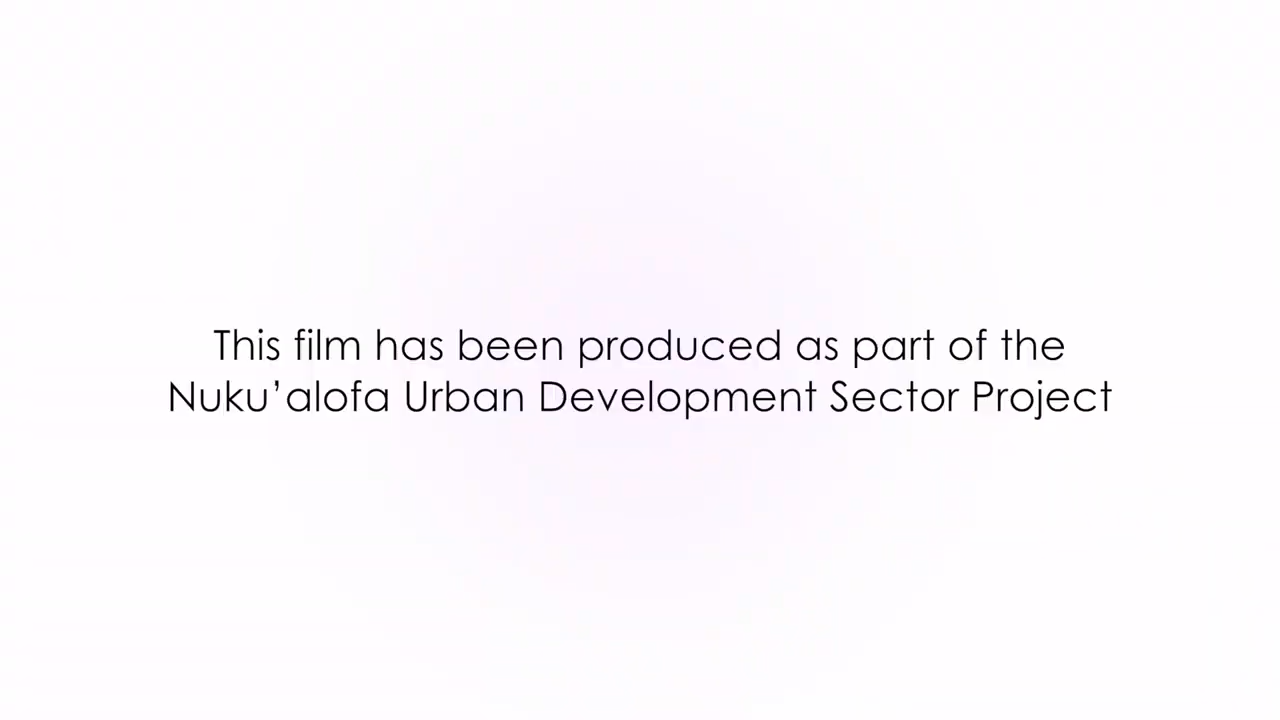 This film has been produced as part of the
Nuku’alofa Urban Development Sector Project